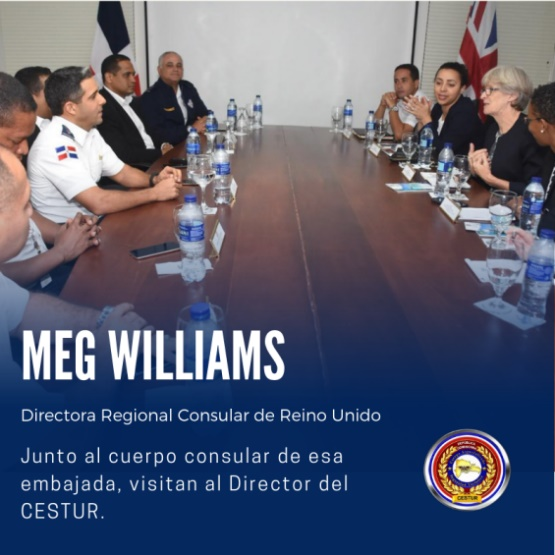 MEG WILLIAMS
Directora Regional Consular de Reino Unido
Junto al cuerpo consular de esa
embajada, visitan al Director del
CESTUR.
CESTUR